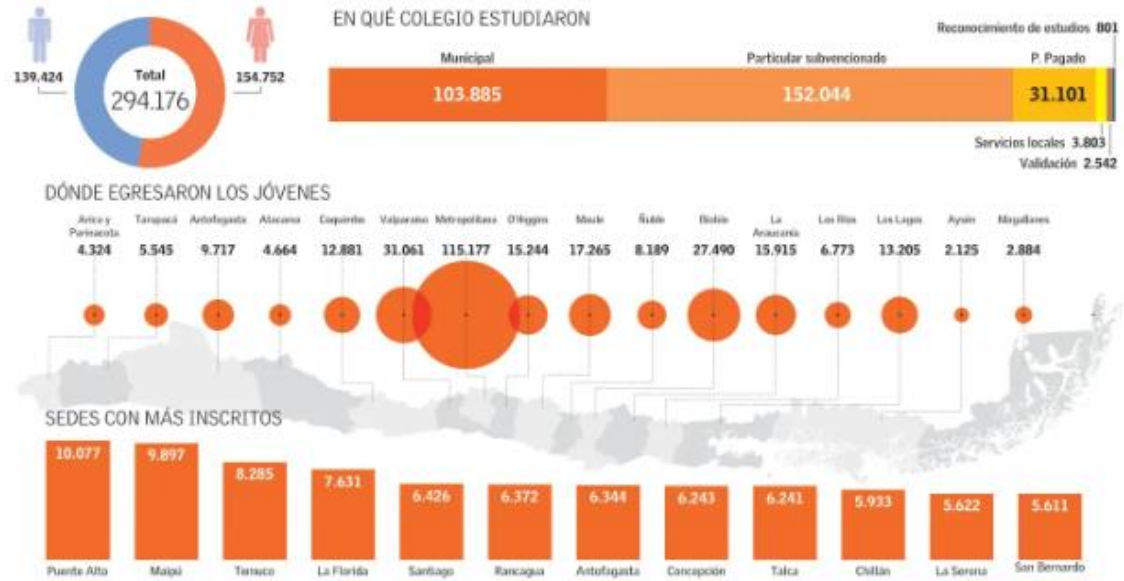 139.424
Total
294.176
154.752
EN QUÉ COLEGIO ESTUDIARON
Reconocimiento de estudios 801
Municipal
Particular subvencionado
P. Pagado
103.885
152.044
31.101
Servicios locales 3.803
Validación 2.542
DÓNDE EGRESARON LOS JÓVENES
Arica y Parinacota
Tarapacá
Antofagasta
Atacama
Coquimbo
Valparaíso
Metropolitana
O'Higgins
Maule
Ñuble
Biobío
La Araucanía
Los Ríos
Los Lagos
Aysén
Magallanes
4.324
5.545
9.717
4.664
12.881
31.061
115.177
15.244
17.265
8.189
27.490
15.915
6.773
13.205
2.125
2.884
SEDES CON MÁS INSCRITOS
10.077
9.897
8.285
7.631
6.426
6.372
6.344
6.243
6.241
5.933
5.622
5.611
Puente Alto
Maipú
Temuco
La Florida
Santiago
Rancagua
Antofagasta
Concepción
Talca
Chillán
La Serena
San Bernardo